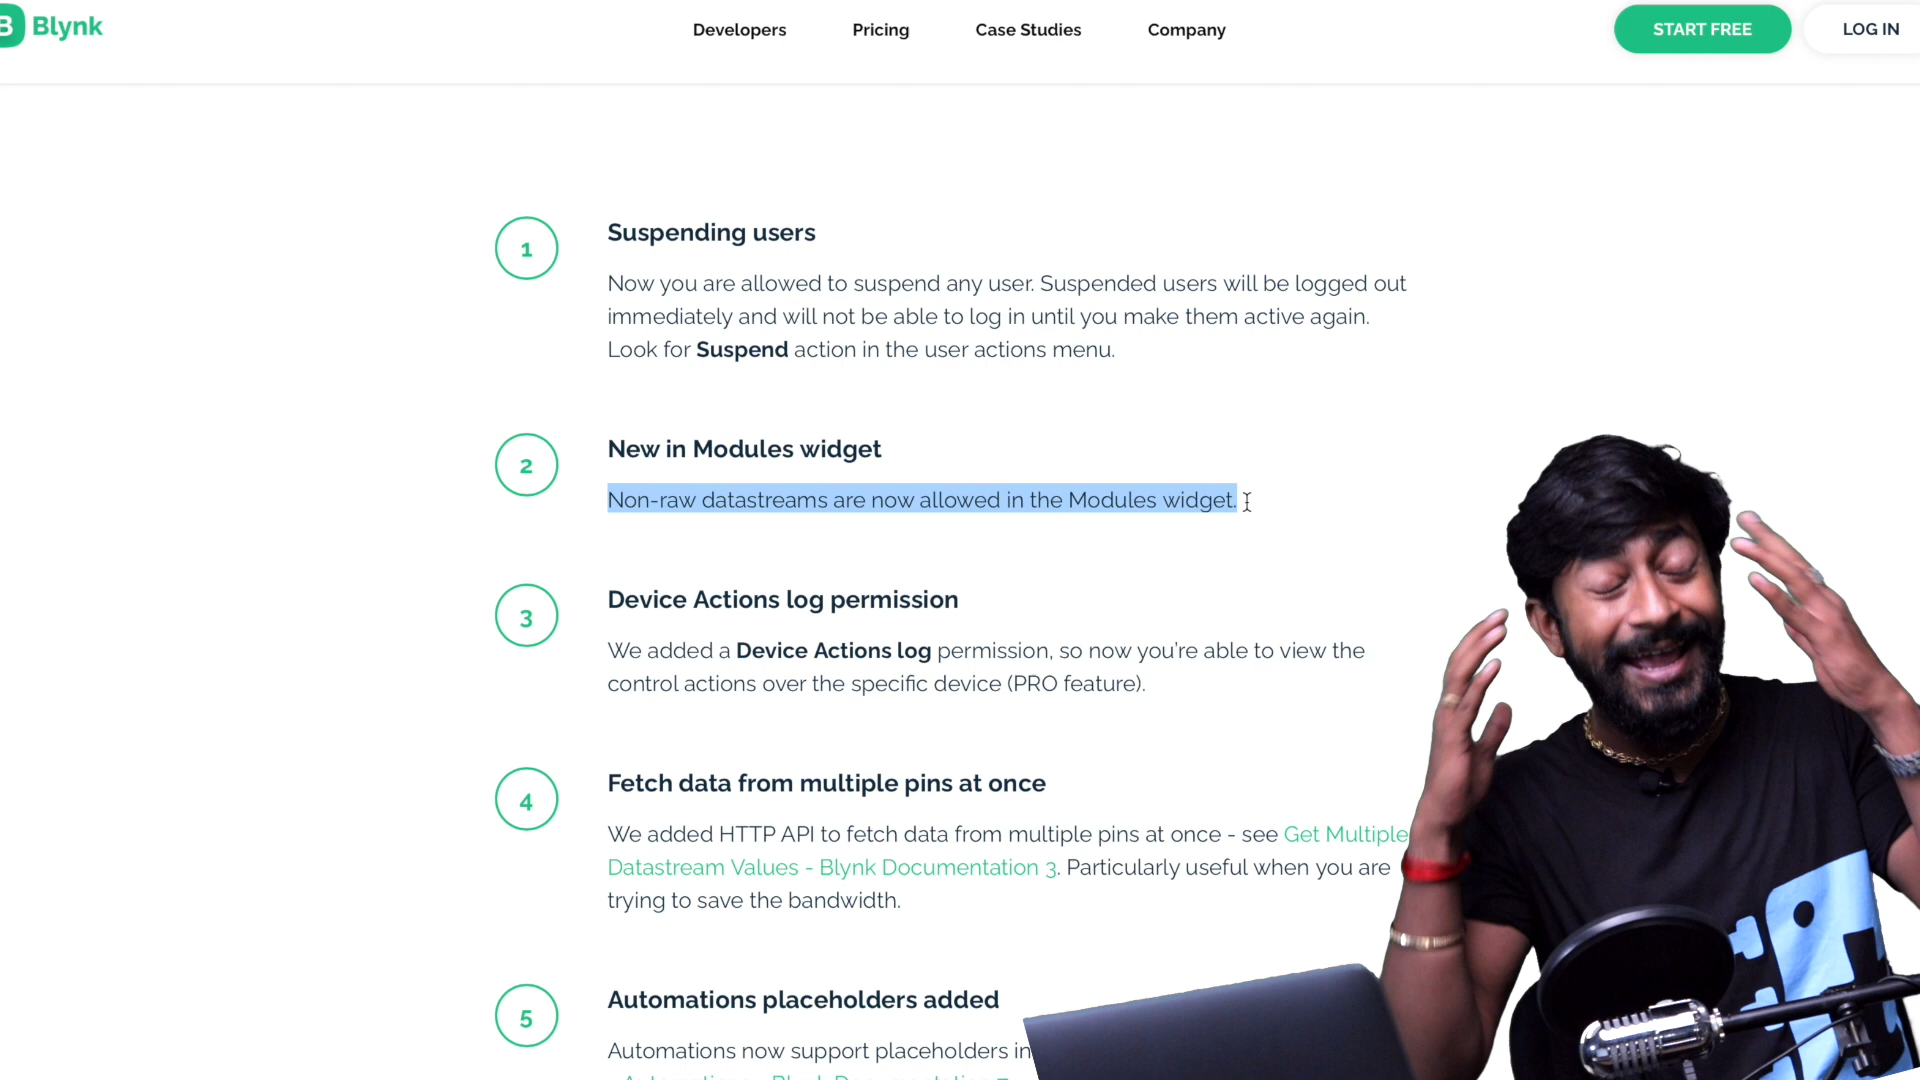 B Blynk
Developers Pricing Case Studies Company
START FREE LOG IN
1
Suspending users
Now you are allowed to suspend any user. Suspended users will be logged out
immediately and will not be able to log in until you make them active again.
Look for Suspend action in the user actions menu.
2
New in Modules widget
Non-raw datastreams are now allowed in the Modules widget.
3
Device Actions log permission
We added a Device Actions log permission, so now you're able to view the
control actions over the specific device (PRO feature).
4
Fetch data from multiple pins at once
We added HTTP API to fetch data from multiple pins at once - see Get Multiple
Datastream Values - Blynk Documentation 3. Particularly useful when you are
trying to save the bandwidth.
5
Automations placeholders added
Automations now support placeholders in